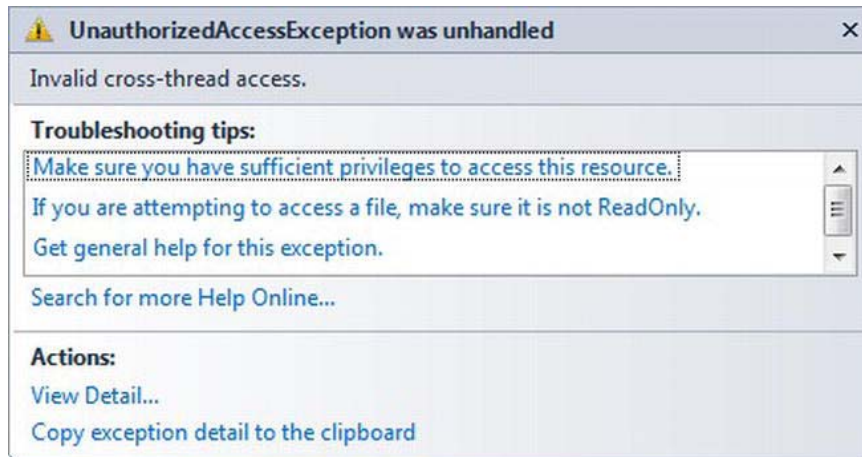 UnauthorizedAccessException was unhandled
Invalid cross-thread access.
Troubleshooting tips:
Make sure you have sufficient privileges to access this resource.
If you are attempting to access a file, make sure it is not ReadOnly.
Get general help for this exception.
Search for more Help Online...
Actions:
View Detail...
Copy exception detail to the clipboard